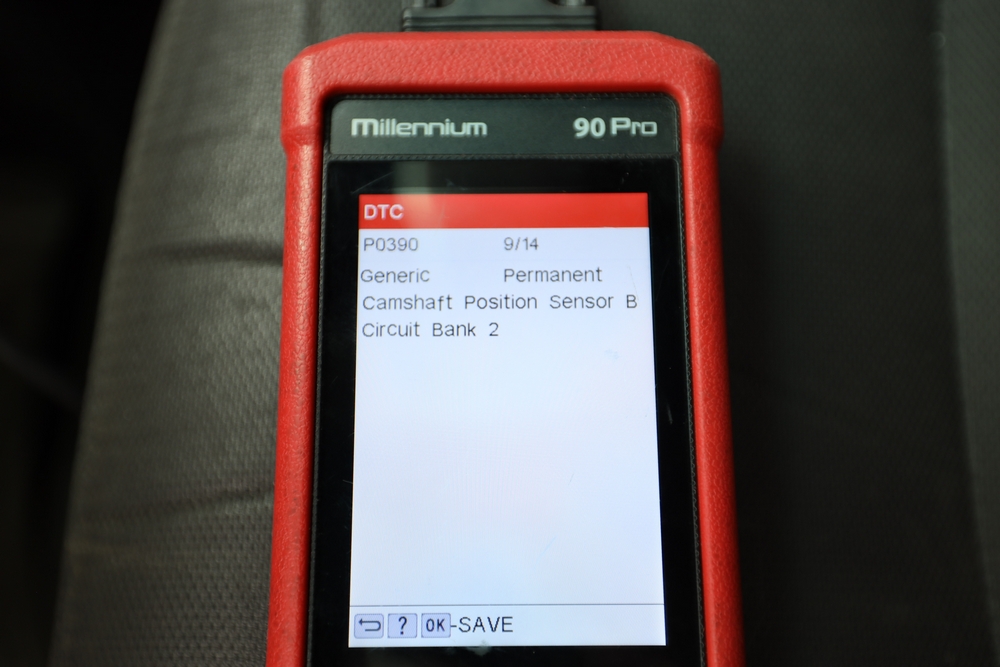 Millennium 90 Pro
DTC
P0390 9/14
Generic Permanent
Camshaft Position Sensor B
Circuit Bank 2
? OK-SAVE